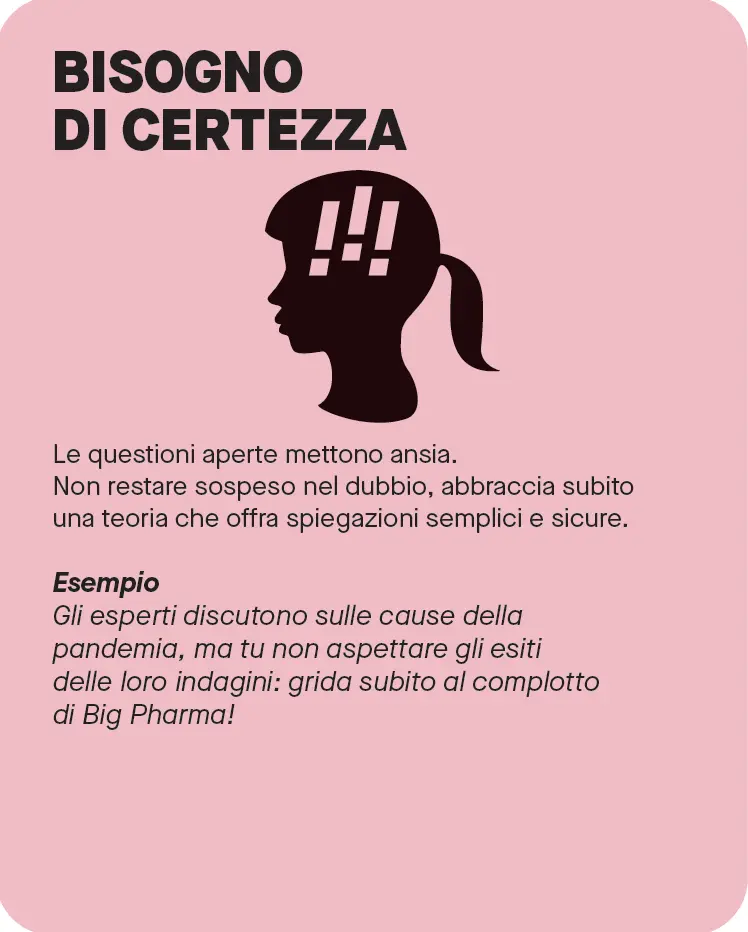 BISOGNO
DI CERTEZZA
!!!
Le questioni aperte mettono ansia.
Non restare sospeso nel dubbio, abbraccia subito
una teoria che offra spiegazioni semplici e sicure.
Esempio
Gli esperti discutono sulle cause della
pandemia, ma tu non aspettare gli esiti
delle loro indagini: grida subito al complotto
di Big Pharma!